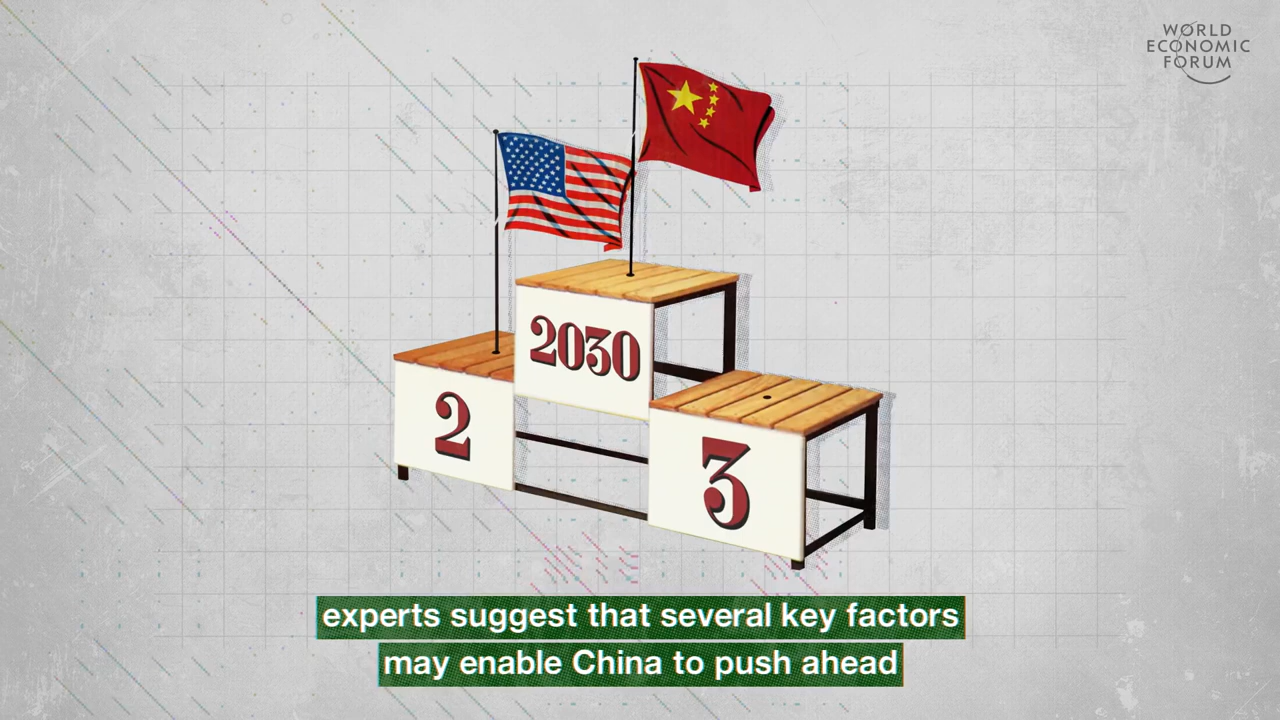 WORLD
ECONOMIC
FORUM
2030
2
3
experts suggest that several key factors
may enable China to push ahead